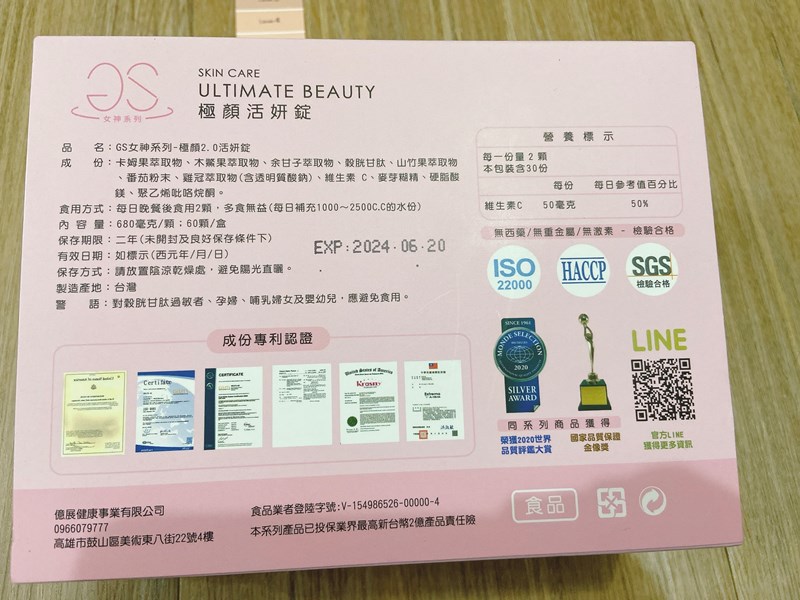 GS
女神系列
SKIN CARE
ULTIMATE BEAUTY
極顏活妍錠
品 名：GS女神系列-極顏2.0活妍錠
成 份：卡姆果萃取物、木鱉果萃取物、余甘子萃取物、榖胱甘肽、山竹果萃取物
、番茄粉末、雞冠萃取物(含透明質酸鈉)、維生素 C、麥芽糊精、硬脂酸
鎂、聚乙烯吡咯烷酮。
食用方式：每日晚餐後食用2顆，多食無益(每日補充1000～2500C.C的水份)
內 容 量：680毫克/顆；60顆/盒
保存期限：二年(未開封及良好保存條件下)
有效日期：如標示(西元年/月/日)
EXP:2024.06.20
保存方式：請放置陰涼乾燥處，避免陽光直曬。
製造產地：台灣
警 語：對榖胱甘肽過敏者、孕婦、哺乳婦女及嬰幼兒，應避免食用。
營養標示
每一份量 2 顆
本包裝含30份
每份 每日參考值百分比
維生素C 50毫克 50%
無西藥/無重金屬/無激素 - 檢驗合格
ISO
22000
HACCP
SGS
檢驗合格
成份專利認證
Certificate
CERTIFICATE
United States of America
SINCE 1961
MONDE SELECTION
2020
SILVER
AWARD
LINE
同系列商品獲得
榮獲2020世界
品質評鑑大賞
國家品質保證
金像獎
官方LINE
獲得更多資訊
億展健康事業有限公司
0966079777
高雄市鼓山區美術東八街22號4樓
食品業者登陸字號:V-154986526-00000-4
本系列產品已投保業界最高新台幣2億產品責任險
食品